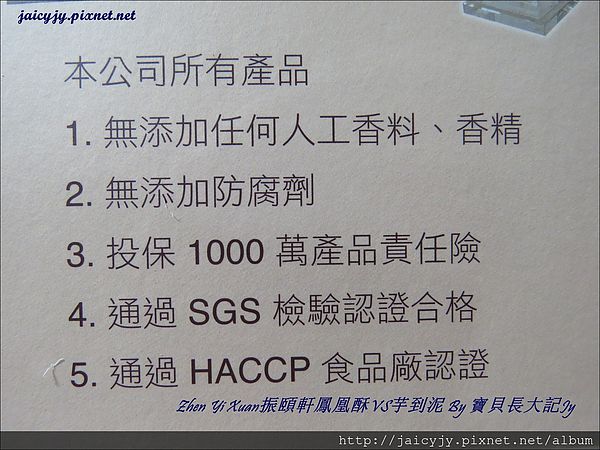 jaicyjy.pixnet.net
本公司所有產品
1. 無添加任何人工香料、香精
2. 無添加防腐劑
3. 投保 1000 萬產品責任險
4. 通過 SGS 檢驗認證合格
5. 通過 HACCP 食品廠認證
Zhen Yi Xuan振頤軒鳳凰酥VS芋到泥 By 寶貝長大記Jy
http://jaicyjy.pixnet.net/album